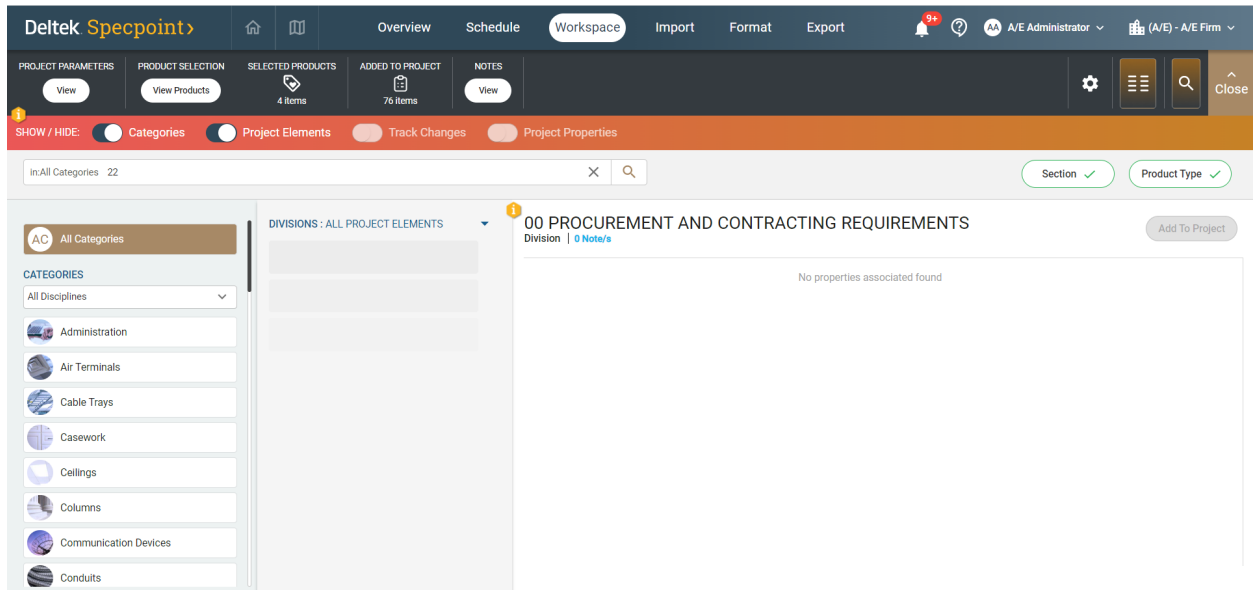 Deltek. Specpoint>
Overview
Schedule
Workspace
Import
Format
Export
9+
AA A/E Administrator
(A/E) - A/E Firm
PROJECT PARAMETERS
View
PRODUCT SELECTION
View Products
SELECTED PRODUCTS
4 items
ADDED TO PROJECT
76 items
NOTES
View
Close
SHOW / HIDE:
Categories
Project Elements
Track Changes
Project Properties
in:All Categories 22
Section
Product Type
AC All Categories
CATEGORIES
All Disciplines
Administration
Air Terminals
Cable Trays
Casework
Ceilings
Columns
Communication Devices
Conduits
DIVISIONS : ALL PROJECT ELEMENTS
00 PROCUREMENT AND CONTRACTING REQUIREMENTS
Division | 0 Note/s
Add To Project
No properties associated found